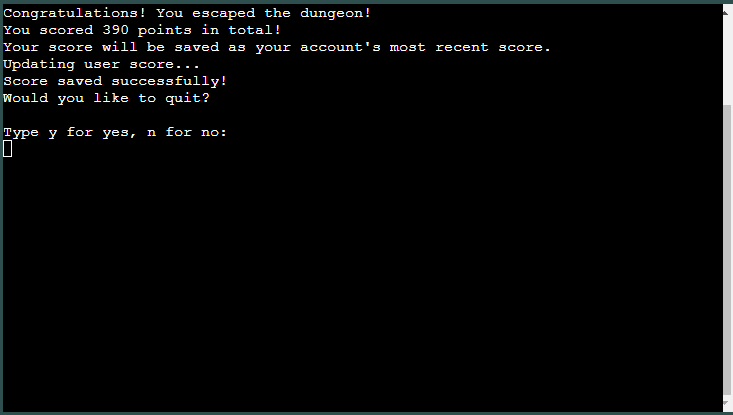 Congratulations! You escaped the dungeon!
You scored 390 points in total!
Your score will be saved as your account's most recent score.
Updating user score...
Score saved successfully!
Would you like to quit?
Type y for yes, n for no: